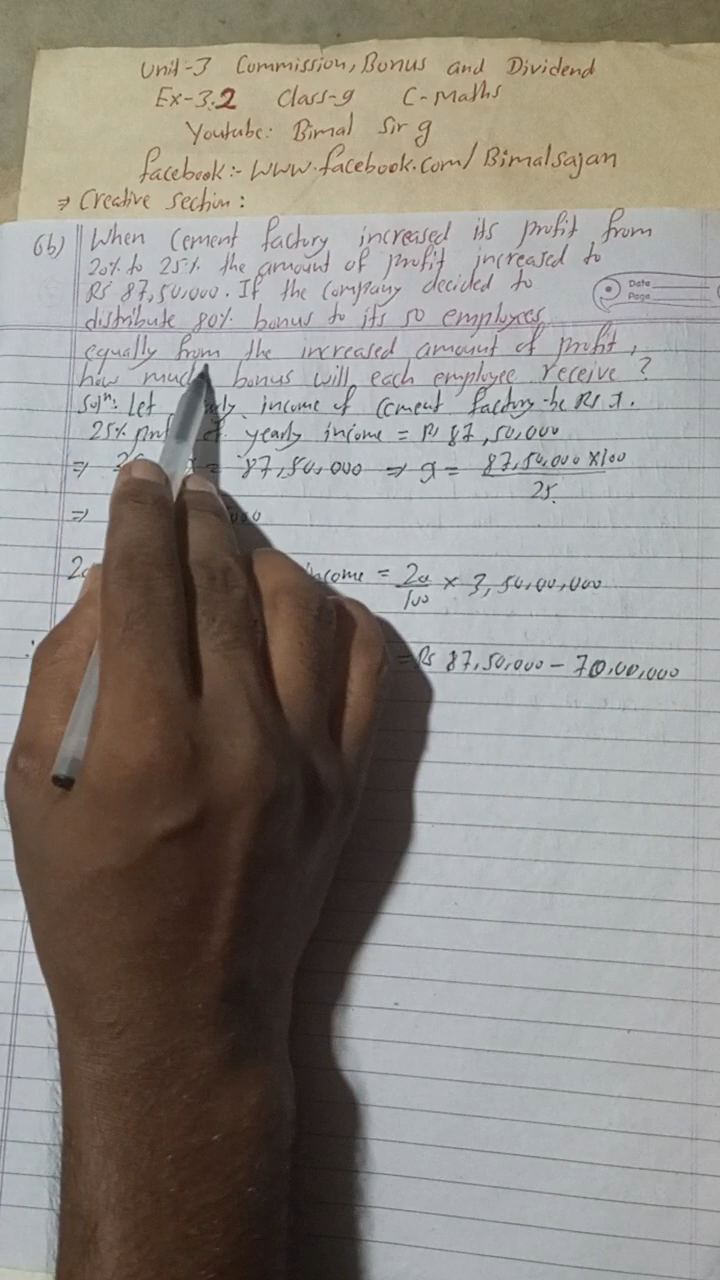 Unit-3 Commission, Bonus and Dividend
Ex-3.2 Class-9 C-Maths
Youtube: Bimal Sir g
facebook:- www.facebook.com/Bimalsajan
⇒ Creative section:
6b) When Cement factory increased its profit from
20% to 25% the amount of profit increased to
RS 87,50,000. If the company decided to
Date
Page
distribute 80% bonus to its 50 employees
equally from the increased amount of profit,
how much bonus will each employee receive ?
Solⁿ: Let income of cement factory be Rs x.
25% yearly income = Rs 87,50,000
⇒ = 87,50,000 ⇒ x = 87,50,000 × 100 / 25
⇒
income = 20/100 × 3,50,00,000
= Rs 87,50,000 - 70,00,000